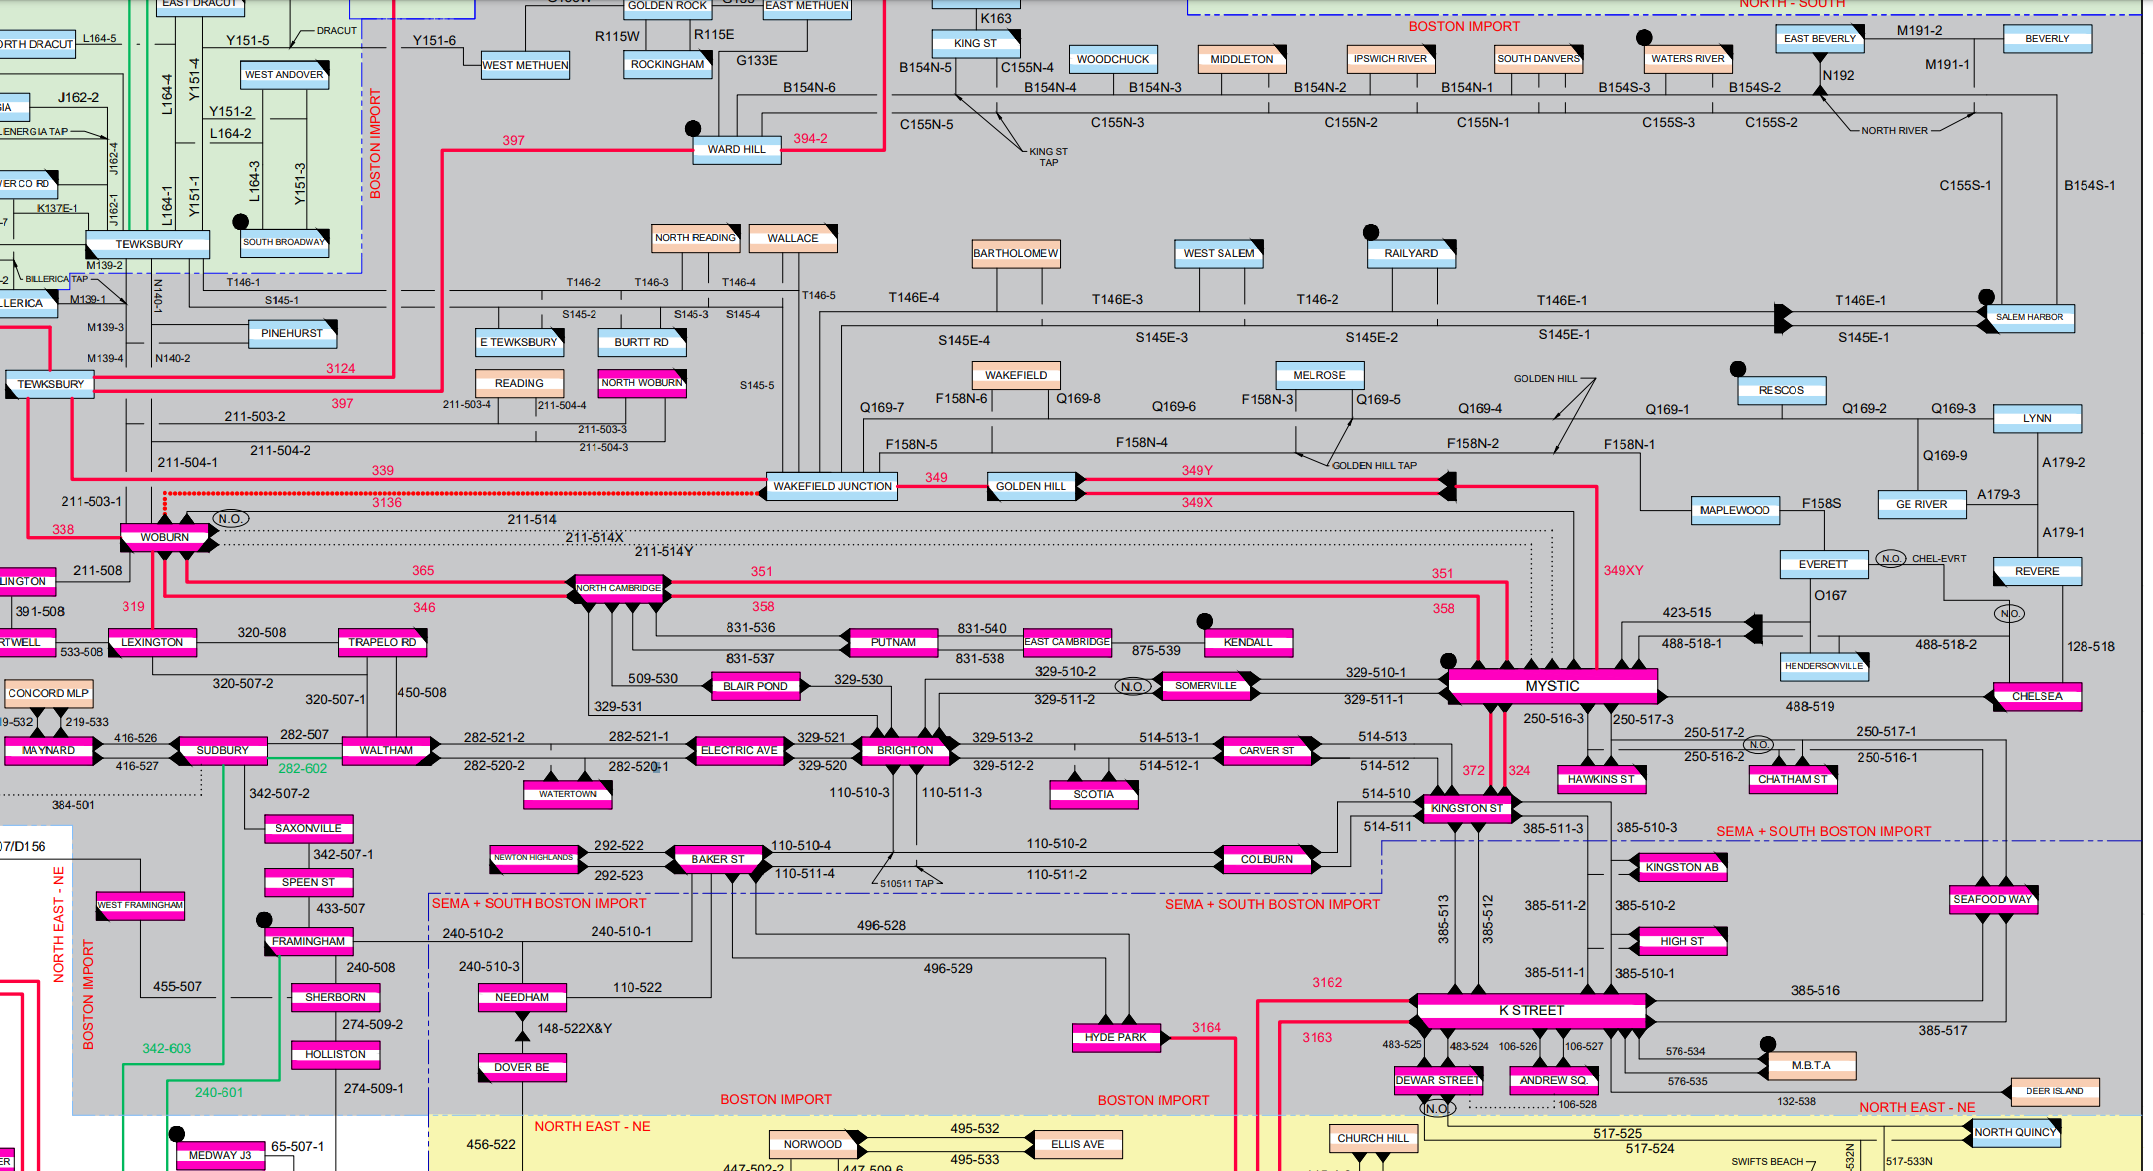 EAST DRACUT
GOLDEN ROCK
EAST METHUEN
NORTH - SOUTH
BOSTON IMPORT
K163
L164-5
Y151-5
DRACUT
Y151-6
R115W
R115E
WEST METHUEN
ROCKINGHAM
G133E
KING ST
B154N-5
C155N-4
WOODCHUCK
MIDDLETON
IPSWICH RIVER
SOUTH DANVERS
WATERS RIVER
EAST BEVERLY
M191-2
BEVERLY
M191-1
N192
WEST ANDOVER
L164-4
Y151-4
J162-2
Y151-2
L164-2
J162-4
J162-1
L164-1
Y151-1
L164-3
Y151-3
BOSTON IMPORT
B154N-6
B154N-4
B154N-3
B154N-2
B154N-1
B154S-3
B154S-2
C155N-5
C155N-3
C155N-2
C155N-1
C155S-3
C155S-2
NORTH RIVER
KING ST
TAP
397
WARD HILL
394-2
C155S-1
B154S-1
K137E-1
TEWKSBURY
SOUTH BROADWAY
M139-2
BILLERICA TAP
M139-1
N140-1
M139-3
M139-4
N140-2
PINEHURST
NORTH READING
WALLACE
BARTHOLOMEW
WEST SALEM
RAILYARD
T146-1
T146-2
T146-3
T146-4
T146-5
S145-1
S145-2
S145-3
S145-4
S145-5
T146E-4
T146E-3
T146-2
T146E-1
T146E-1
SALEM HARBOR
S145E-4
S145E-3
S145E-2
S145E-1
S145E-1
E TEWKSBURY
BURTT RD
READING
NORTH WOBURN
TEWKSBURY
3124
397
211-503-4
211-504-4
211-503-2
211-503-3
211-504-2
211-504-3
211-504-1
211-503-1
WAKEFIELD
MELROSE
GOLDEN HILL
RESCOS
F158N-6
Q169-8
F158N-3
Q169-5
Q169-7
Q169-6
Q169-4
Q169-1
Q169-2
Q169-3
LYNN
F158N-5
F158N-4
F158N-2
F158N-1
GOLDEN HILL TAP
Q169-9
A179-2
339
WAKEFIELD JUNCTION
349
GOLDEN HILL
349Y
349X
3136
MAPLEWOOD
F158S
GE RIVER
A179-3
A179-1
338
WOBURN
N.O.
211-514
211-514X
211-514Y
EVERETT
N.O.
CHEL-EVRT
REVERE
211-508
391-508
319
365
346
NORTH CAMBRIDGE
351
358
351
358
349XY
O167
N.O.
LEXINGTON
533-508
320-508
TRAPELO RD
320-507-2
320-507-1
450-508
831-536
831-537
PUTNAM
831-540
831-538
EAST CAMBRIDGE
875-539
KENDALL
423-515
488-518-1
488-518-2
HENDERSONVILLE
128-518
509-530
BLAIR POND
329-530
329-531
329-510-2
329-511-2
N.O.
SOMERVILLE
329-510-1
329-511-1
MYSTIC
488-519
CHELSEA
CONCORD MLP
219-533
MAYNARD
416-526
416-527
SUDBURY
282-507
282-602
WALTHAM
282-521-2
282-520-2
282-521-1
282-520-1
WATERTOWN
ELECTRIC AVE
329-521
329-520
BRIGHTON
329-513-2
329-512-2
514-513-1
514-512-1
SCOTIA
CARVER ST
514-513
514-512
372
324
250-516-3
250-517-3
HAWKINS ST
250-517-2
N.O.
250-516-2
CHATHAM ST
250-517-1
250-516-1
384-501
342-507-2
110-510-3
110-511-3
514-510
514-511
KINGSTON ST
385-511-3
385-510-3
SEMA + SOUTH BOSTON IMPORT
SAXONVILLE
342-507-1
SPEEN ST
433-507
NEWTON HIGHLANDS
292-522
292-523
BAKER ST
110-510-4
110-511-4
510511 TAP
110-510-2
110-511-2
COLBURN
KINGSTON AB
NORTH EAST - NE
BOSTON IMPORT
WEST FRAMINGHAM
SEMA + SOUTH BOSTON IMPORT
SEMA + SOUTH BOSTON IMPORT
385-513
385-512
385-511-2
385-510-2
SEAFOOD WAY
FRAMINGHAM
240-510-2
240-510-1
496-528
HIGH ST
240-508
240-510-3
496-529
385-511-1
385-510-1
455-507
SHERBORN
NEEDHAM
110-522
3162
385-516
K STREET
385-517
274-509-2
148-522X&Y
HYDE PARK
3164
3163
483-525
483-524
106-526
106-527
576-534
M.B.T.A
576-535
342-603
HOLLISTON
DOVER BE
DEWAR STREET
ANDREW SQ.
DEER ISLAND
240-601
274-509-1
BOSTON IMPORT
BOSTON IMPORT
N.O.
106-528
132-538
NORTH EAST - NE
NORTH EAST - NE
MEDWAY J3
65-507-1
456-522
NORWOOD
495-532
495-533
ELLIS AVE
CHURCH HILL
517-525
517-524
NORTH QUINCY
SWIFTS BEACH
517-533N
447-502-2
447-509-6